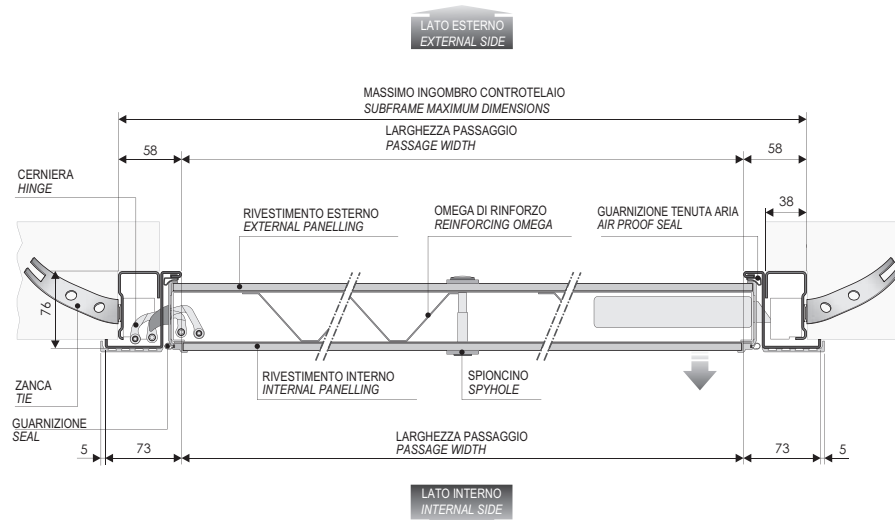 LATO ESTERNO
EXTERNAL SIDE
MASSIMO INGOMBRO CONTROTELAIO
SUBFRAME MAXIMUM DIMENSIONS
LARGHEZZA PASSAGGIO
PASSAGE WIDTH
58
58
CERNIERA
HINGE
38
RIVESTIMENTO ESTERNO
EXTERNAL PANELLING
OMEGA DI RINFORZO
REINFORCING OMEGA
GUARNIZIONE TENUTA ARIA
AIR PROOF SEAL
76
ZANCA
TIE
RIVESTIMENTO INTERNO
INTERNAL PANELLING
SPIONCINO
SPYHOLE
GUARNIZIONE
SEAL
LARGHEZZA PASSAGGIO
PASSAGE WIDTH
5
73
73
5
LATO INTERNO
INTERNAL SIDE